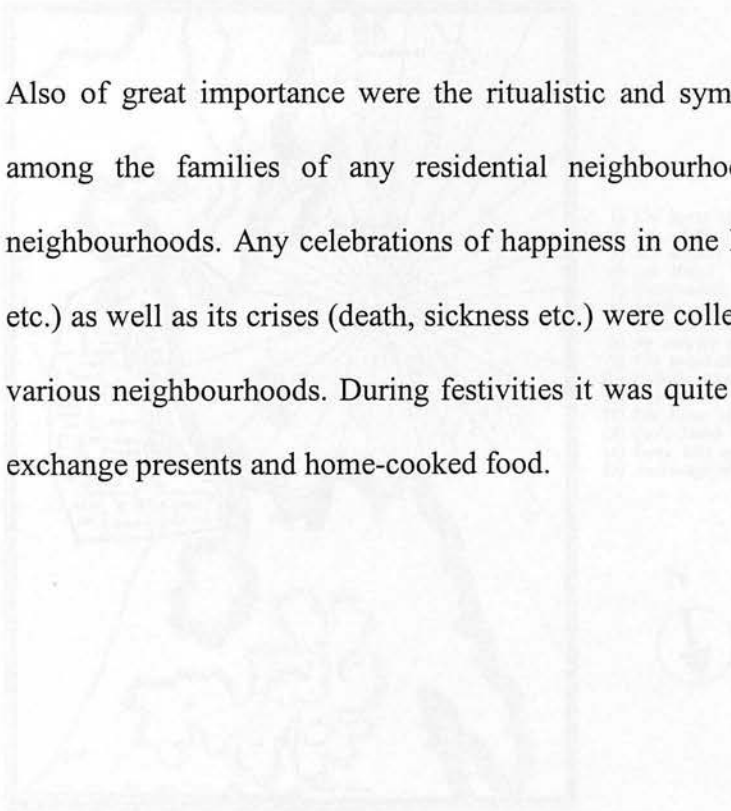 Also of great importance were the ritualistic and sym
among the families of any residential neighbourho
neighbourhoods. Any celebrations of happiness in one
etc.) as well as its crises (death, sickness etc.) were colle
various neighbourhoods. During festivities it was quite
exchange presents and home-cooked food.